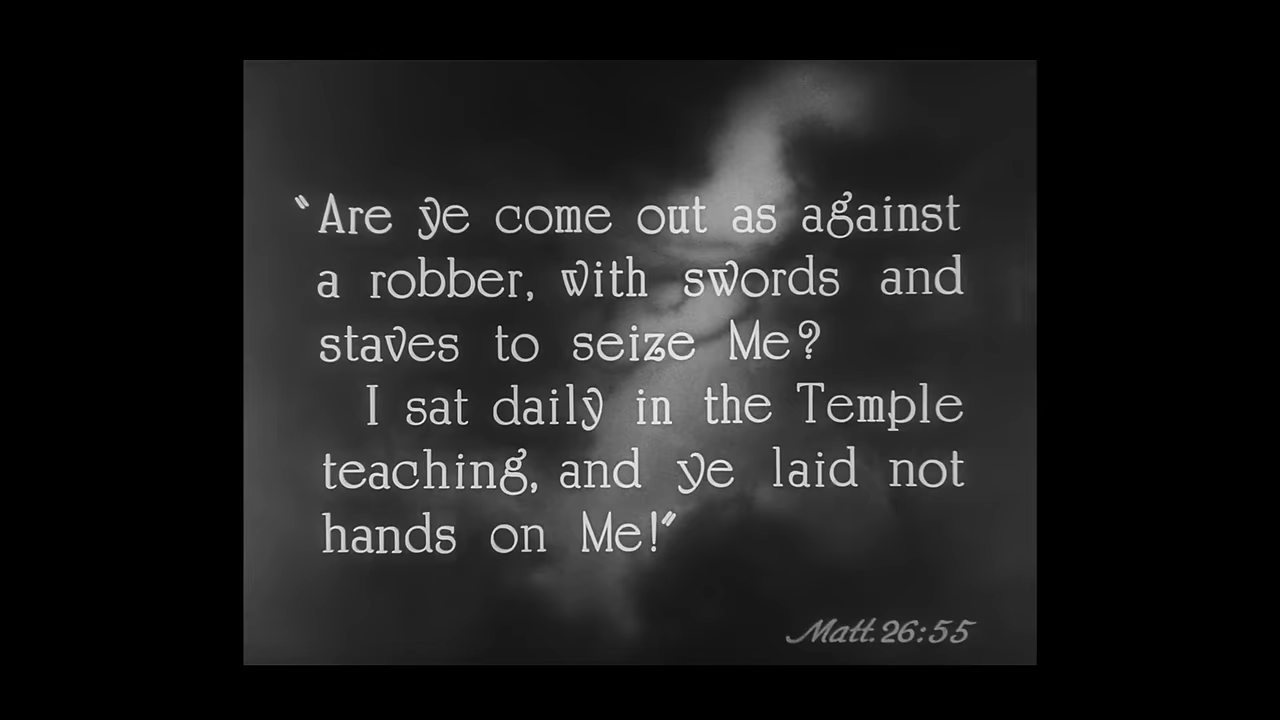 “Are ye come out as against
a robber, with swords and
staves to seize Me?
I sat daily in the Temple
teaching, and ye laid not
hands on Me!”
Matt. 26:55